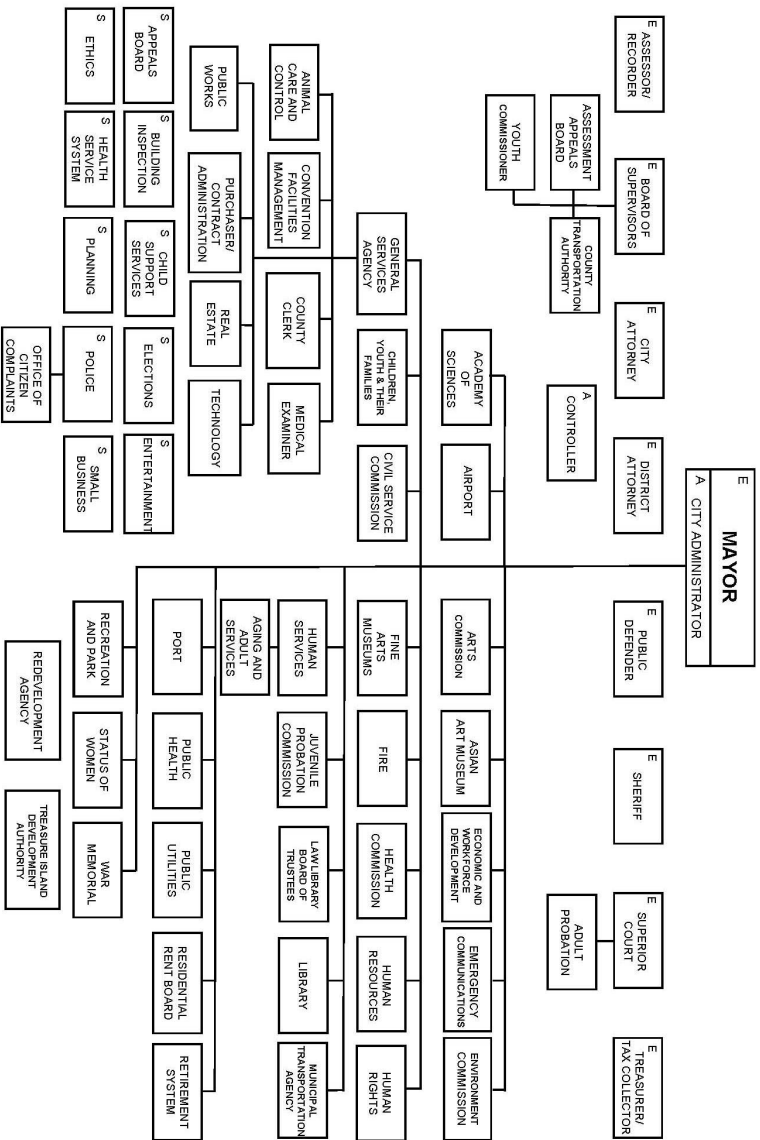 E
MAYOR
A CITY ADMINISTRATOR
E
ASSESSOR/
RECORDER
E
BOARD OF
SUPERVISORS
E
CITY
ATTORNEY
E
DISTRICT
ATTORNEY
E
PUBLIC
DEFENDER
E
SHERIFF
E
SUPERIOR
COURT
E
TREASURER/
TAX COLLECTOR
ASSESSMENT
APPEALS
BOARD
COUNTY
TRANSPORTATION
AUTHORITY
A
CONTROLLER
ADULT
PROBATION
YOUTH
COMMISSIONER
ACADEMY
OF
SCIENCES
AIRPORT
ARTS
COMMISSION
ASIAN
ART MUSEUM
ECONOMIC AND
WORKFORCE
DEVELOPMENT
EMERGENCY
COMMUNICATIONS
ENVIRONMENT
COMMISSION
GENERAL
SERVICES
AGENCY
CHILDREN,
YOUTH & THEIR
FAMILIES
CIVIL SERVICE
COMMISSION
FINE
ARTS
MUSEUMS
FIRE
HEALTH
COMMISSION
HUMAN
RESOURCES
HUMAN
RIGHTS
ANIMAL
CARE AND
CONTROL
CONVENTION
FACILITIES
MANAGEMENT
COUNTY
CLERK
MEDICAL
EXAMINER
HUMAN
SERVICES
JUVENILE
PROBATION
COMMISSION
LAW LIBRARY
BOARD OF
TRUSTEES
LIBRARY
MUNICIPAL
TRANSPORTATION
AGENCY
PUBLIC
WORKS
PURCHASER/
CONTRACT
ADMINISTRATION
REAL
ESTATE
TECHNOLOGY
AGING AND
ADULT
SERVICES
PORT
PUBLIC
HEALTH
PUBLIC
UTILITIES
RESIDENTIAL
RENT BOARD
RETIREMENT
SYSTEM
S
APPEALS
BOARD
S
BUILDING
INSPECTION
S
CHILD
SUPPORT
SERVICES
S
ELECTIONS
S
ENTERTAINMENT
S
ETHICS
S
HEALTH
SERVICE
SYSTEM
S
PLANNING
S
POLICE
S
SMALL
BUSINESS
RECREATION
AND PARK
STATUS OF
WOMEN
WAR
MEMORIAL
OFFICE OF
CITIZEN
COMPLAINTS
REDEVELOPMENT
AGENCY
TREASURE ISLAND
DEVELOPMENT
AUTHORITY